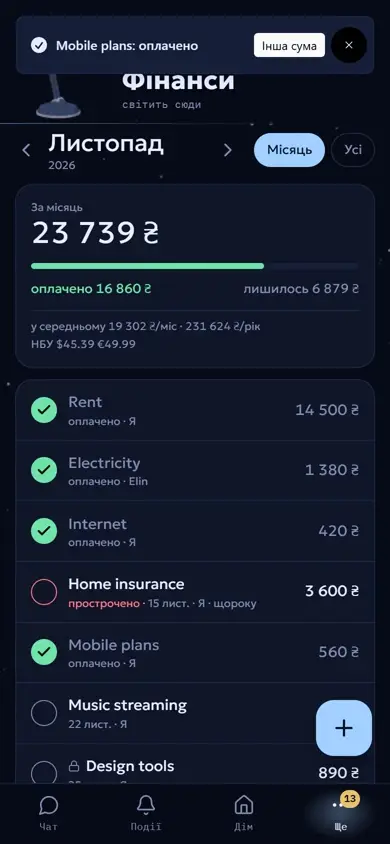 Mobile plans: оплачено
Інша сума
Фінанси
світить сюди
Листопад
2026
Місяць
Усі
За місяць
23 739 ₴
оплачено 16 860 ₴
лишилось 6 879 ₴
у середньому 19 302 ₴/міс · 231 624 ₴/рік
НБУ $45.39 €49.99
Rent
14 500 ₴
оплачено · Я
Electricity
1 380 ₴
оплачено · Elin
Internet
420 ₴
оплачено · Я
Home insurance
3 600 ₴
прострочено · 15 лист. · Я · щороку
Mobile plans
560 ₴
оплачено · Я
Music streaming
22 лист. · Я
Design tools
890 ₴
13
Чат
Події
Дім
Ще